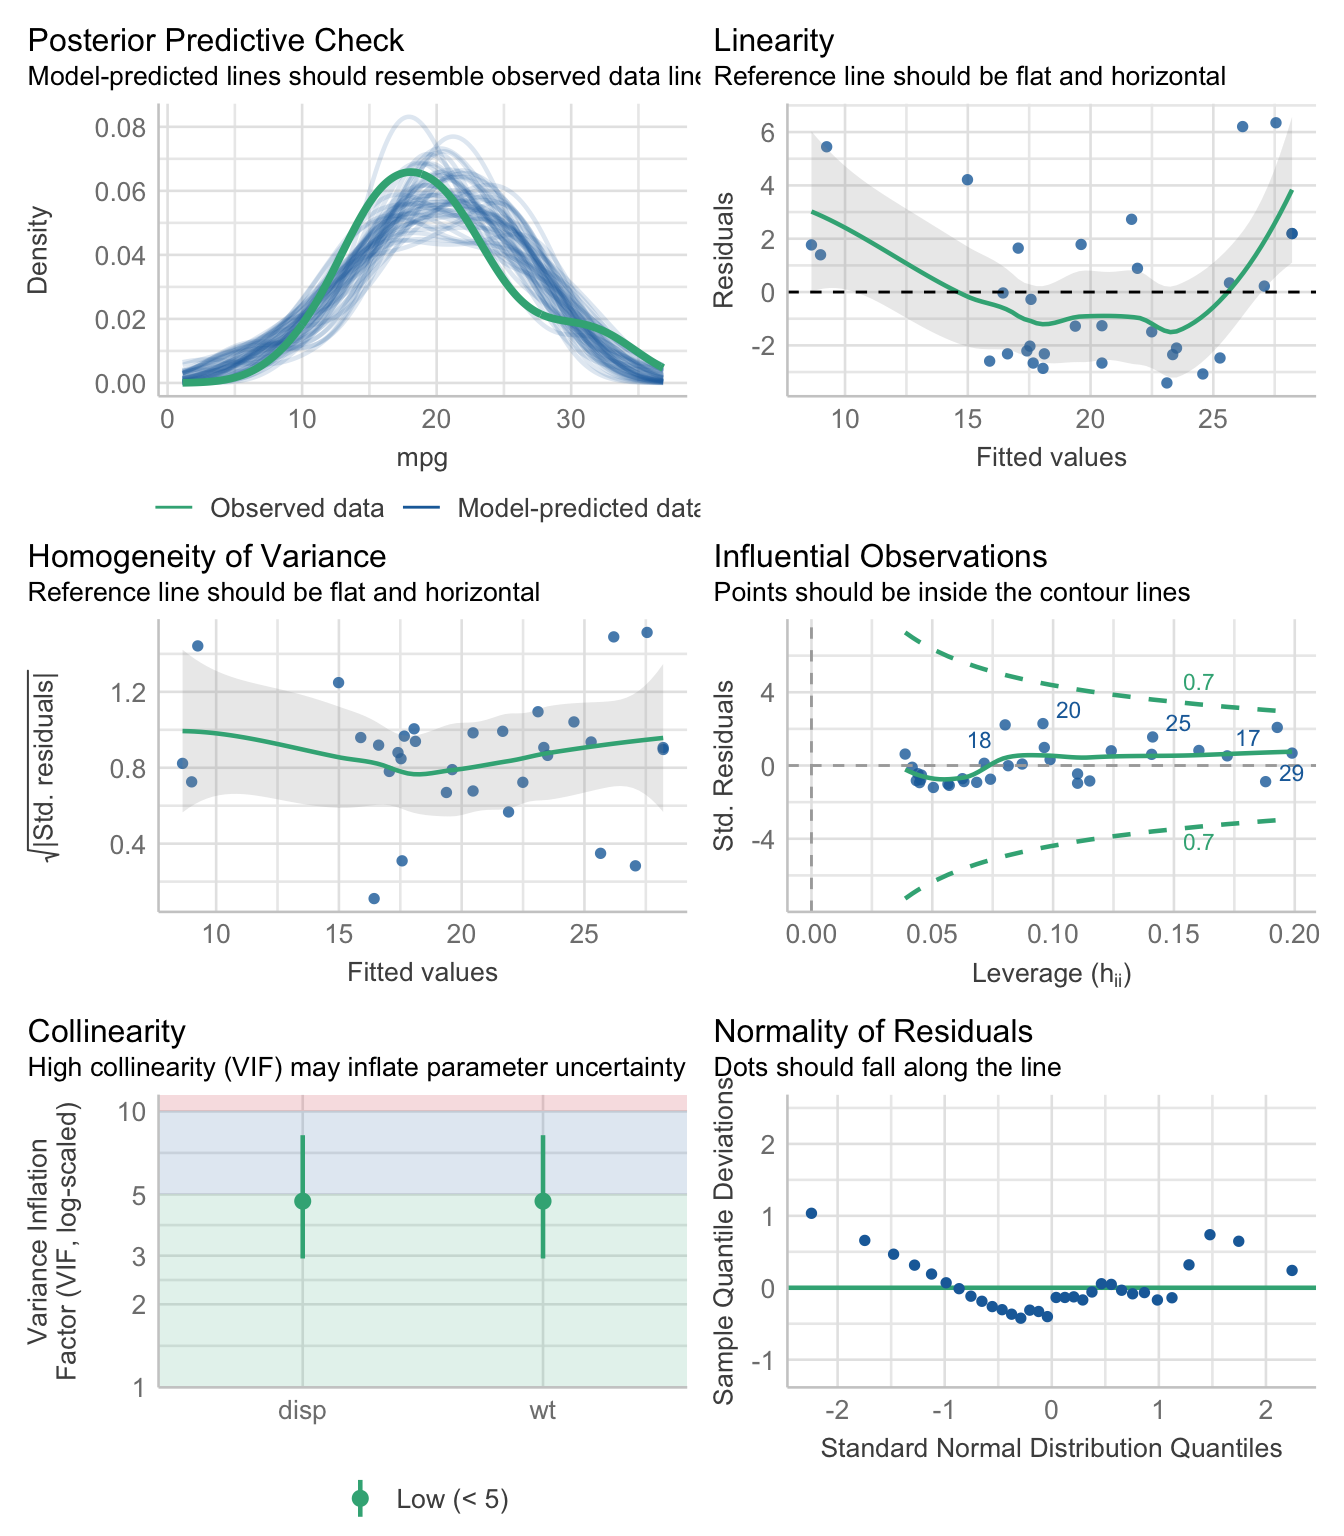 Posterior Predictive Check
Model-predicted lines should resemble observed data line
Density
0.08
0.06
0.04
0.02
0.00
0
10
20
30
mpg
Observed data
Model-predicted data
Linearity
Reference line should be flat and horizontal
Residuals
6
4
2
0
-2
10
15
20
25
Fitted values
Homogeneity of Variance
Reference line should be flat and horizontal
√|Std. residuals|
1.2
0.8
0.4
10
15
20
25
Fitted values
Influential Observations
Points should be inside the contour lines
Std. Residuals
4
0
-4
0.7
20
25
18
17
29
0.7
0.00
0.05
0.10
0.15
0.20
Leverage (hii)
Collinearity
High collinearity (VIF) may inflate parameter uncertainty
Variance Inflation
Factor (VIF, log-scaled)
10
5
3
2
1
disp
wt
Low (< 5)
Normality of Residuals
Dots should fall along the line
Sample Quantile Deviations
2
1
0
-1
-2
-1
0
1
2
Standard Normal Distribution Quantiles